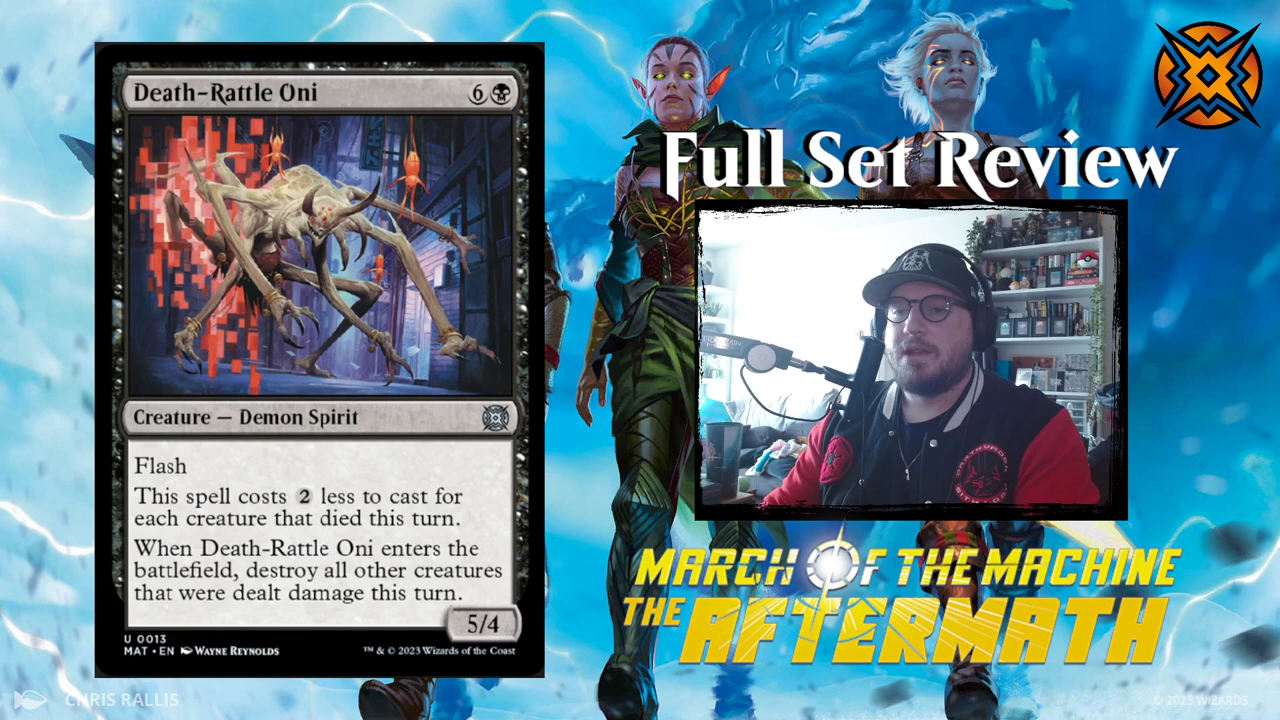 Death-Rattle Oni
6
Creature — Demon Spirit
Flash
This spell costs 2 less to cast for
each creature that died this turn.
When Death-Rattle Oni enters the
battlefield, destroy all other creatures
that were dealt damage this turn.
5/4
U 0013
MAT • EN WAYNE REYNOLDS
™ & © 2023 Wizards of the Coast
Full Set Review
MARCH OF THE MACHINE
THE AFTERMATH
CHRIS RALLIS
© 2023 WIZARDS